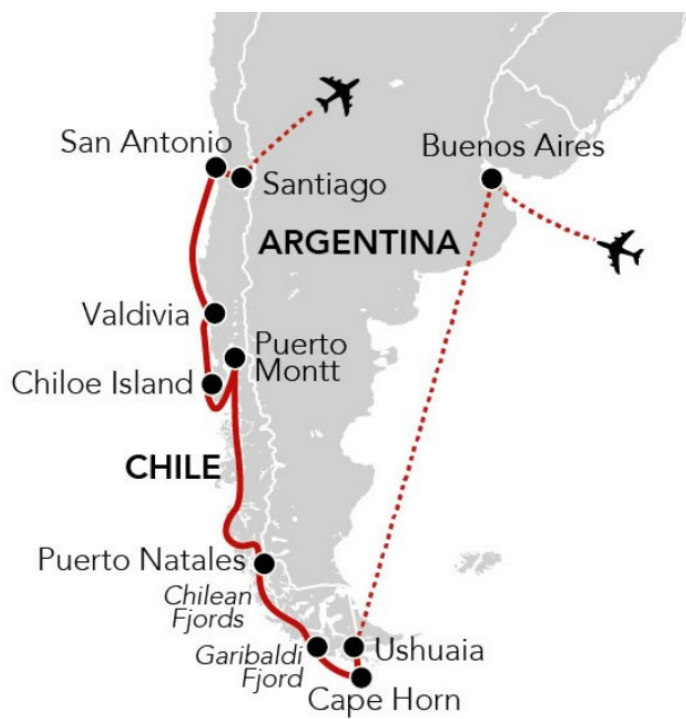 San Antonio
Buenos Aires
Santiago
ARGENTINA
Valdivia
Puerto
Montt
Chiloe Island
CHILE
Puerto Natales
Chilean
Fjords
Garibaldi
Fjord
Ushuaia
Cape Horn